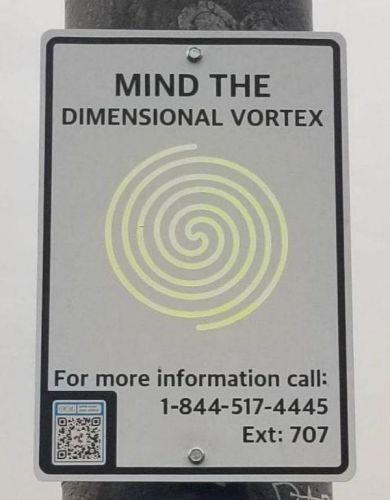 MIND THE
DIMENSIONAL VORTEX
For more information call:
1-844-517-4445
Ext: 707